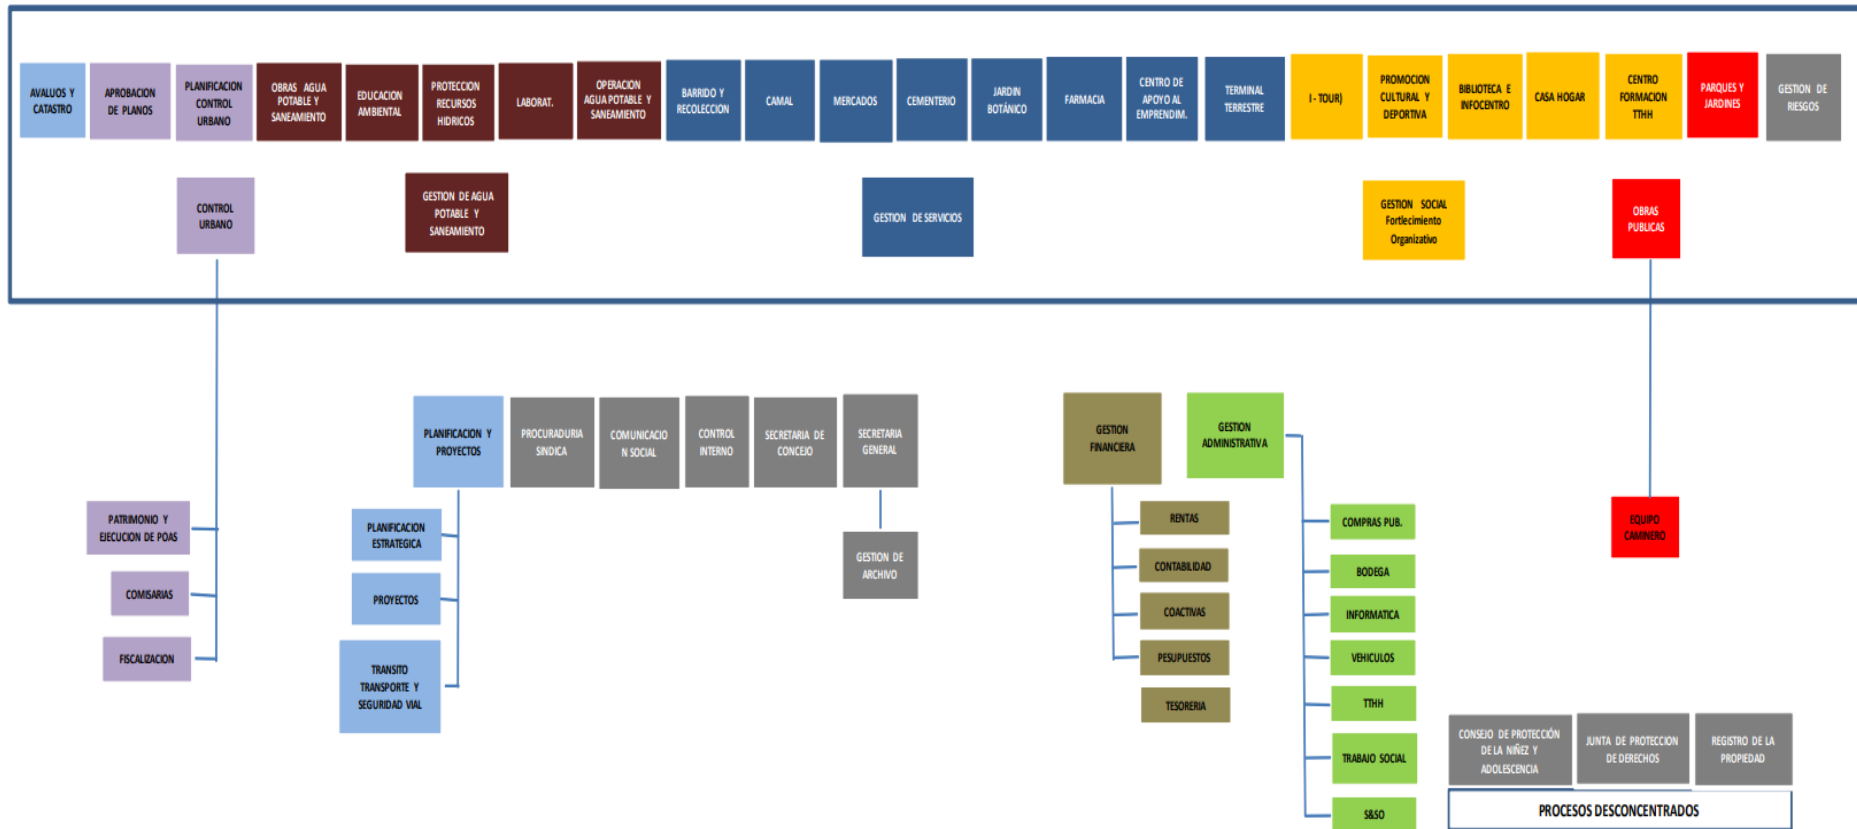 AVALUOS Y
CATASTRO
APROBACION
DE PLANOS
PLANIFICACION
CONTROL
URBANO
OBRAS AGUA
POTABLE Y
SANEAMIENTO
EDUCACION
AMBIENTAL
PROTECCION
RECURSOS
HIDRICOS
LABORAT.
OPERACION
AGUA POTABLE Y
SANEAMIENTO
BARRIDO Y
RECOLECCION
CAMAL
MERCADOS
CEMENTERIO
JARDIN
BOTÁNICO
FARMACIA
CENTRO DE
APOYO AL
EMPRENDIM.
TERMINAL
TERRESTRE
I - TOUR)
PROMOCION
CULTURAL Y
DEPORTIVA
BIBLIOTECA E
INFOCENTRO
CASA HOGAR
CENTRO
FORMACION
TTHH
PARQUES Y
JARDINES
GESTION DE
RIESGOS
CONTROL
URBANO
GESTION DE AGUA
POTABLE Y
SANEAMIENTO
GESTION DE SERVICIOS
GESTION SOCIAL
Fortlecimiento
Organizativo
OBRAS
PUBLICAS
PLANIFICACION Y
PROYECTOS
PROCURADURIA
SINDICA
COMUNICACIO
N SOCIAL
CONTROL
INTERNO
SECRETARIA DE
CONCEJO
SECRETARIA
GENERAL
GESTION
FINANCIERA
GESTION
ADMINISTRATIVA
PATRIMONIO Y
EJECUCION DE POAS
COMISARIAS
FISCALIZACION
PLANIFICACION
ESTRATEGICA
PROYECTOS
TRANSITO
TRANSPORTE Y
SEGURIDAD VIAL
GESTION DE
ARCHIVO
RENTAS
CONTABILIDAD
COACTIVAS
PESUPUESTOS
TESORERIA
COMPRAS PUB.
BODEGA
INFORMATICA
VEHICULOS
TTHH
TRABAJO SOCIAL
S&SO
EQUIPO
CAMINERO
CONSEJO DE PROTECCIÓN
DE LA NIÑEZ Y
ADOLESCENCIA
JUNTA DE PROTECCION
DE DERECHOS
REGISTRO DE LA
PROPIEDAD
PROCESOS DESCONCENTRADOS